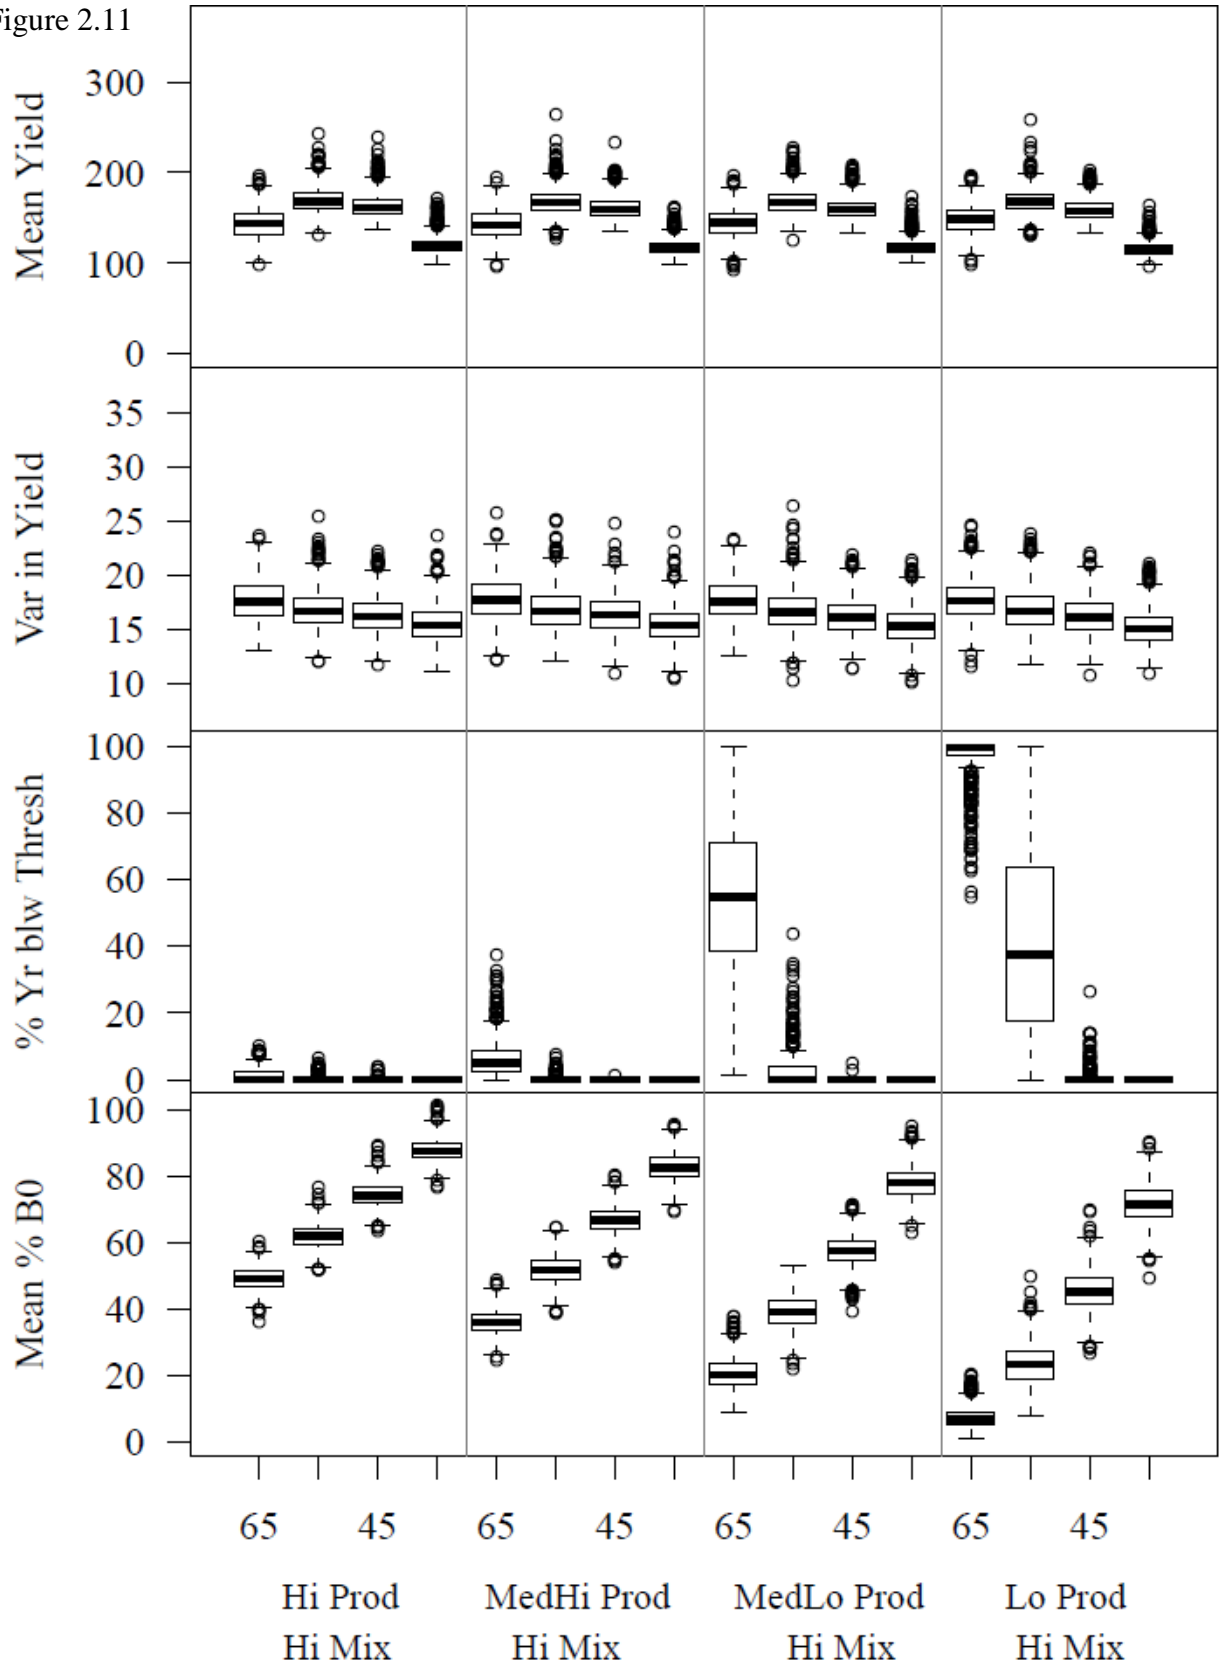 Figure 2.11
Mean Yield
300
200
100
0
Var in Yield
35
30
25
20
15
10
% Yr blw Thresh
100
80
60
40
20
0
Mean % B0
100
80
60
40
20
0
65 45 65 45 65 45 65 45
Hi Prod MedHi Prod MedLo Prod Lo Prod
Hi Mix Hi Mix Hi Mix Hi Mix